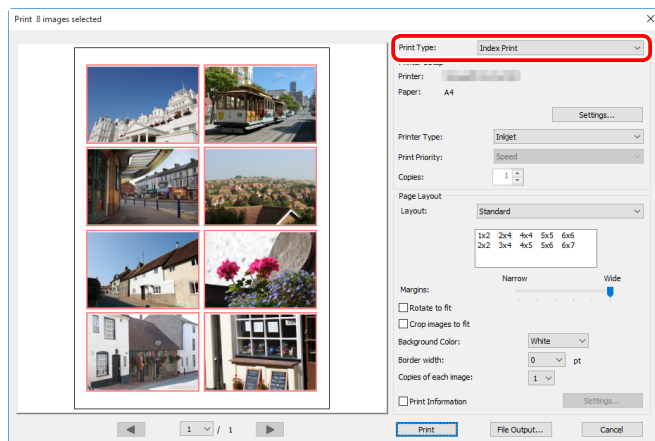 Print 8 images selected
Print Type: Index Print
Printer Setup
Printer:
Paper: A4
Settings...
Printer Type: Inkjet
Print Priority: Speed
Copies: 1
Page Layout
Layout: Standard
1x2 2x4 4x4 5x5 6x6
2x2 3x4 4x5 5x6 6x7
Narrow Wide
Margins:
Rotate to fit
Crop images to fit
Background Color: White
Border width: 0 pt
Copies of each image: 1
Print Information Settings...
1 / 1 Print File Output... Cancel